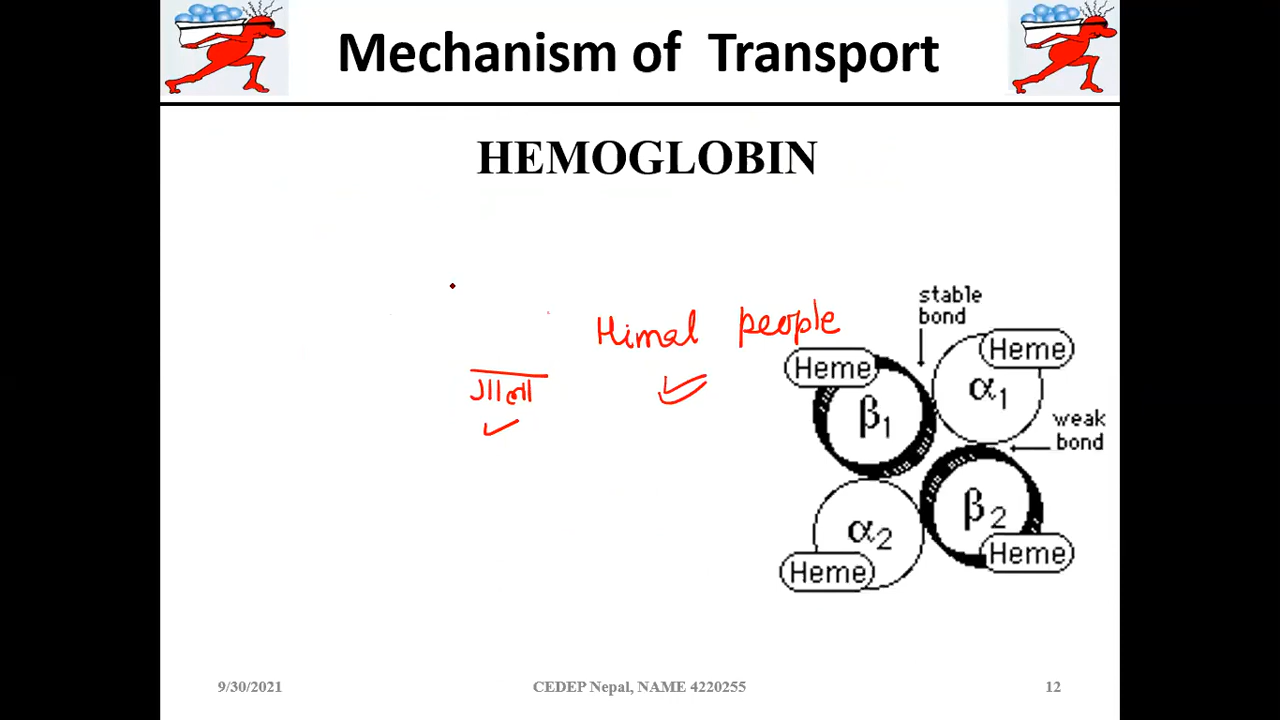 Mechanism of Transport
HEMOGLOBIN
Himal people
गाला
stable
bond
Heme
Heme
β1
α1
weak
bond
α2
β2
Heme
Heme
9/30/2021
CEDEP Nepal, NAME 4220255
12